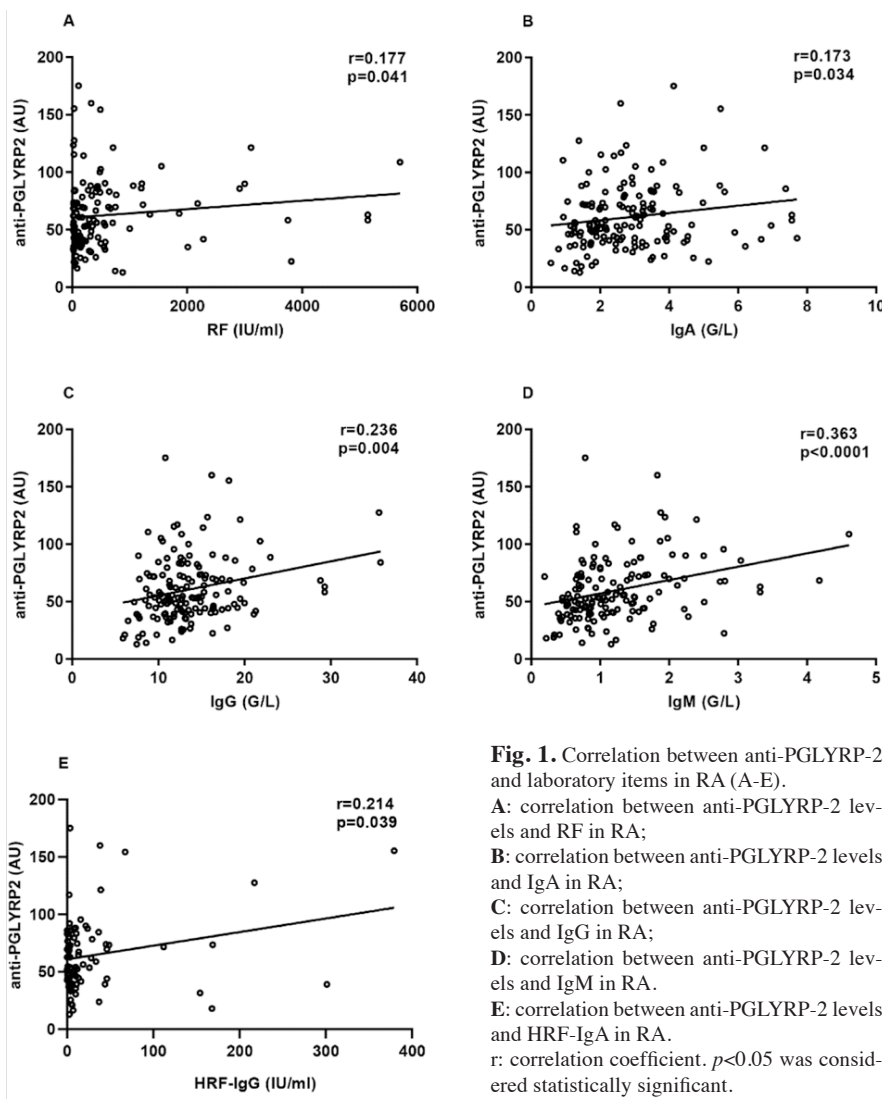 A
r=0.177
p=0.041
anti-PGLYRP2 (AU)
200
150
100
50
0
0
2000
4000
6000
RF (IU/ml)
B
r=0.173
p=0.034
anti-PGLYRP2 (AU)
200
150
100
50
0
0
2
4
6
8
10
IgA (G/L)
C
r=0.236
p=0.004
anti-PGLYRP2 (AU)
200
150
100
50
0
0
10
20
30
40
IgG (G/L)
D
r=0.363
p<0.0001
anti-PGLYRP2 (AU)
200
150
100
50
0
0
1
2
3
4
5
IgM (G/L)
E
r=0.214
p=0.039
anti-PGLYRP2 (AU)
200
150
100
50
0
0
100
200
300
400
HRF-IgG (IU/ml)
Fig. 1. Correlation between anti-PGLYRP-2
and laboratory items in RA (A-E).
A: correlation between anti-PGLYRP-2 lev-
els and RF in RA;
B: correlation between anti-PGLYRP-2 levels
and IgA in RA;
C: correlation between anti-PGLYRP-2 lev-
els and IgG in RA;
D: correlation between anti-PGLYRP-2 lev-
els and IgM in RA.
E: correlation between anti-PGLYRP-2 levels
and HRF-IgA in RA.
r: correlation coefficient. p<0.05 was consid-
ered statistically significant.